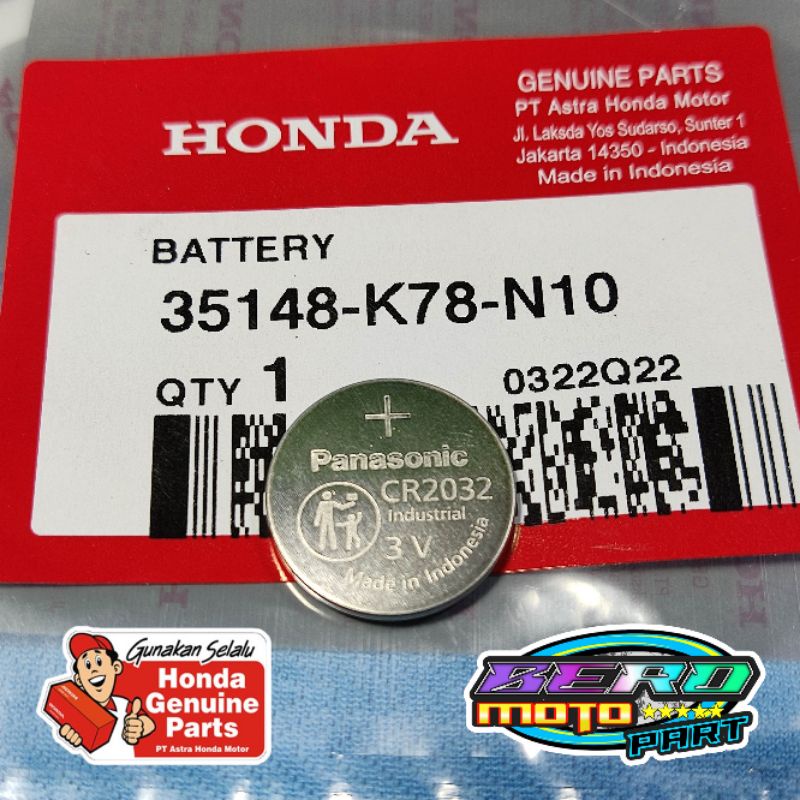 HONDA
GENUINE PARTS
PT Astra Honda Motor
Jl. Laksda Yos Sudarso, Sunter 1
Jakarta 14350 - Indonesia
Made in Indonesia
BATTERY
35148-K78-N10
QTY 1
0322Q22
+
Panasonic
CR2032
Industrial
3 V
Made in Indonesia
Gunakan Selalu
Honda
Genuine
Parts
PT Astra Honda Motor
BERD
MOTO
PART